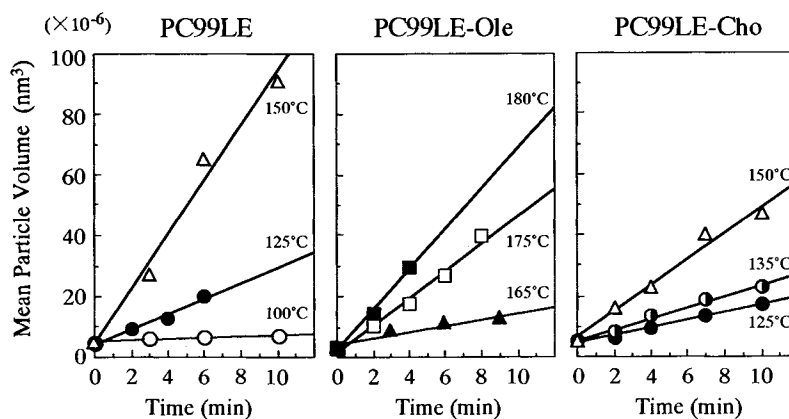 (×10⁻⁶)
PC99LE
PC99LE-Ole
PC99LE-Cho
Mean Particle Volume (nm³)
100
80
60
40
20
0
150°C
125°C
100°C
180°C
175°C
165°C
150°C
135°C
125°C
0 2 4 6 8 10
0 2 4 6 8 10
0 2 4 6 8 10
Time (min)
Time (min)
Time (min)